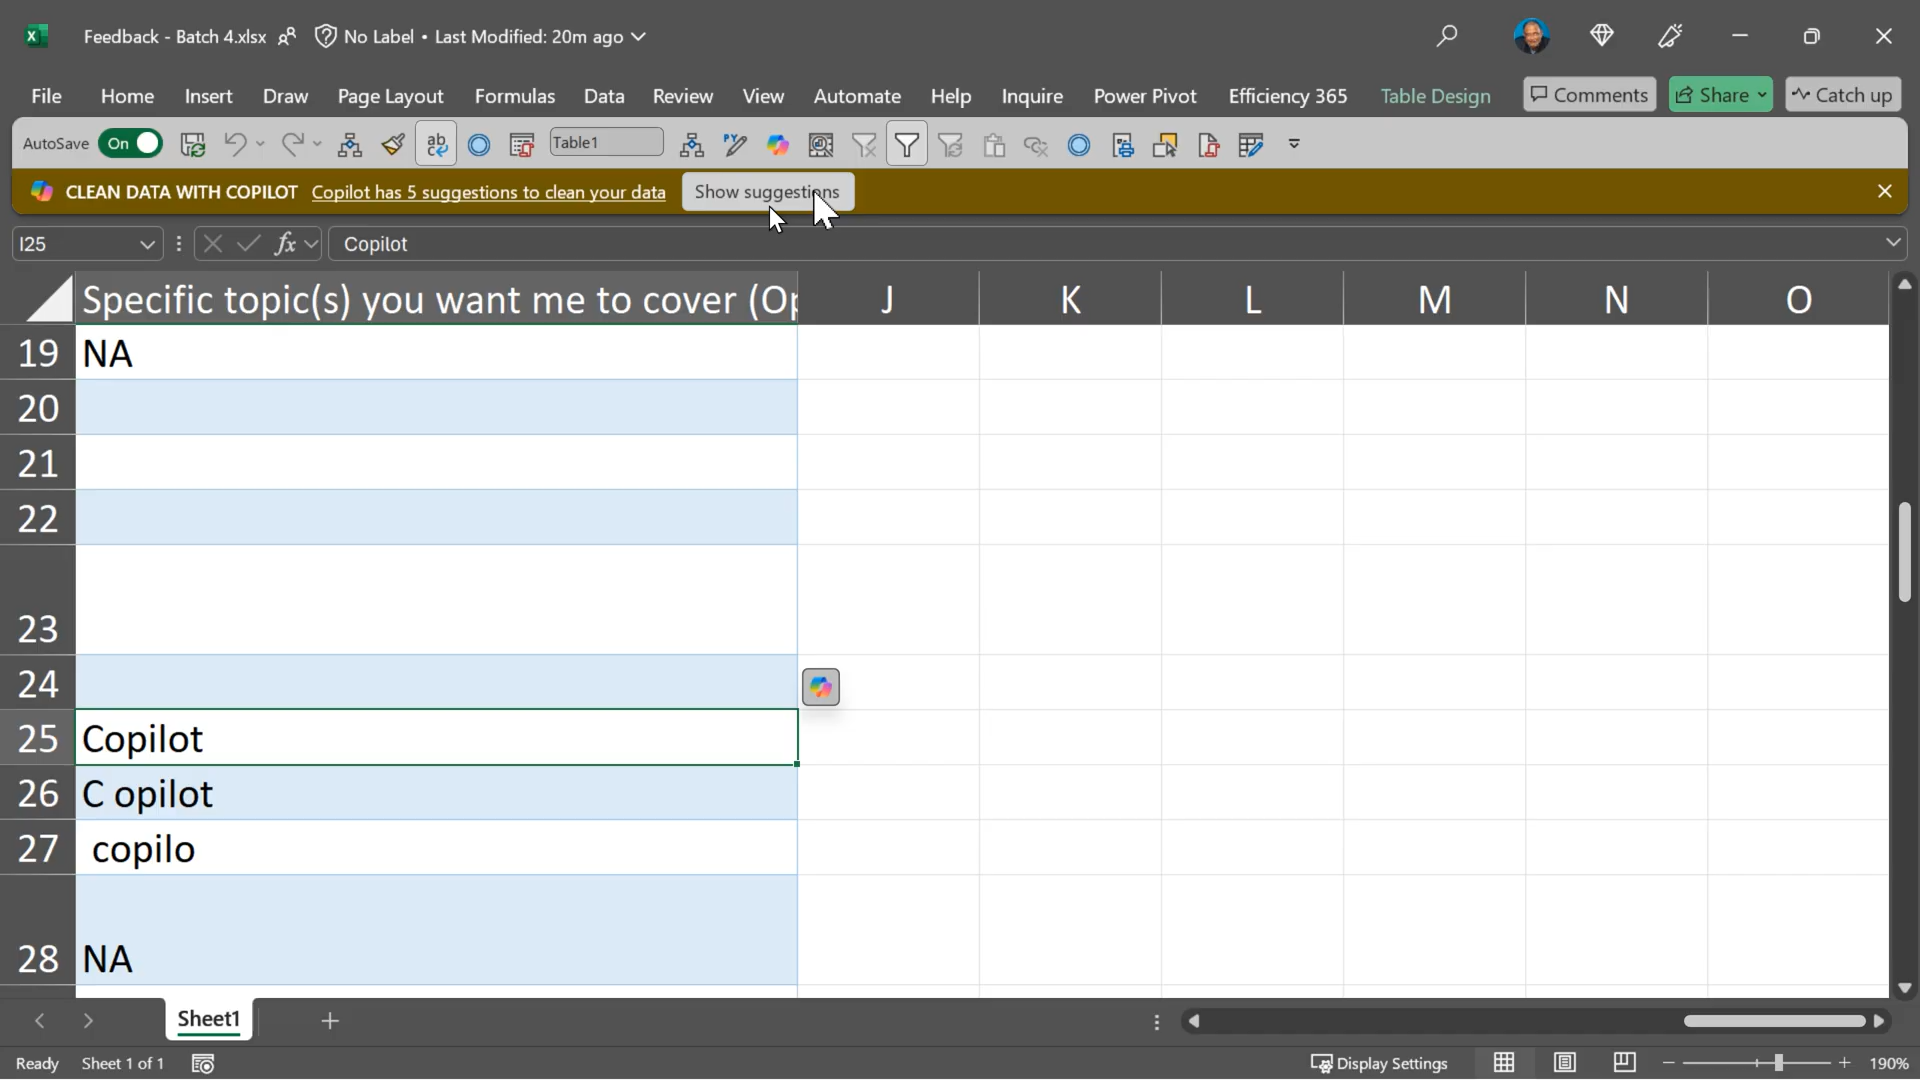 Feedback - Batch 4.xlsx No Label • Last Modified: 20m ago
File Home Insert Draw Page Layout Formulas Data Review View Automate Help Inquire Power Pivot Efficiency 365 Table Design Comments Share Catch up
AutoSave On Table1
CLEAN DATA WITH COPILOT Copilot has 5 suggestions to clean your data Show suggestions
I25 fx Copilot
Specific topic(s) you want me to cover (Op J K L M N O
19 NA
20
21
22
23
24
25 Copilot
26 C opilot
27 copilo
28 NA
Sheet1
Ready Sheet 1 of 1 Display Settings 190%